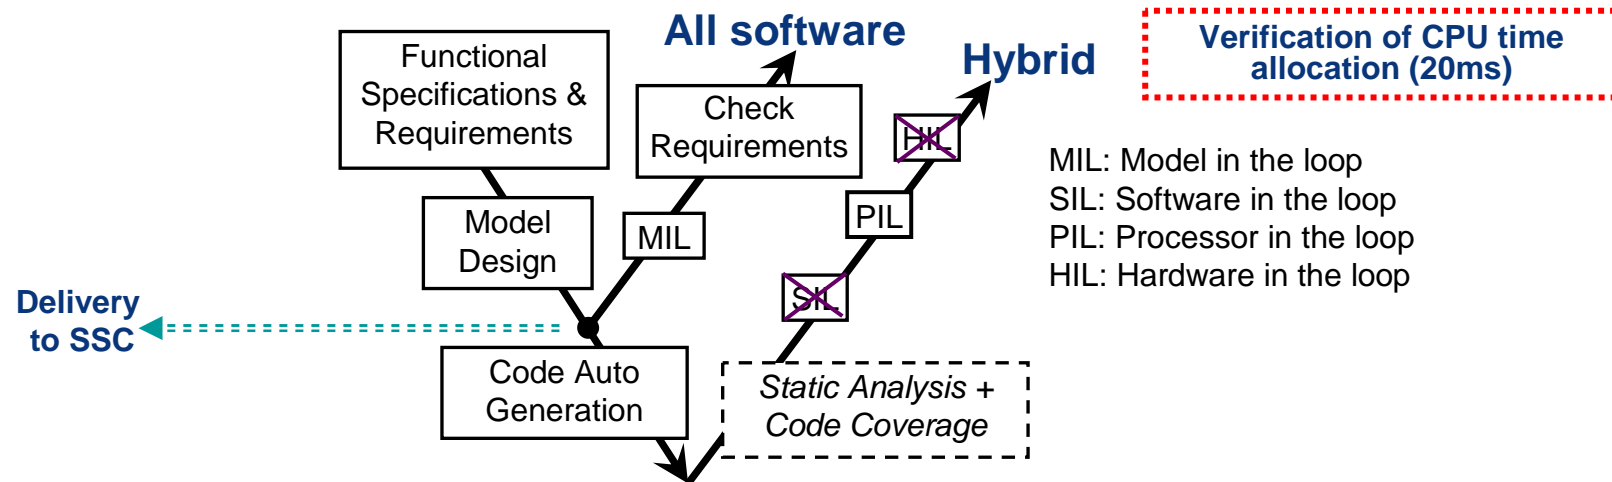 All software
Hybrid
Verification of CPU time
allocation (20ms)
Functional
Specifications &
Requirements
Check
Requirements
HIL
MIL: Model in the loop
SIL: Software in the loop
PIL: Processor in the loop
HIL: Hardware in the loop
Model
Design
MIL
PIL
SIL
Delivery
to SSC
Code Auto
Generation
Static Analysis +
Code Coverage